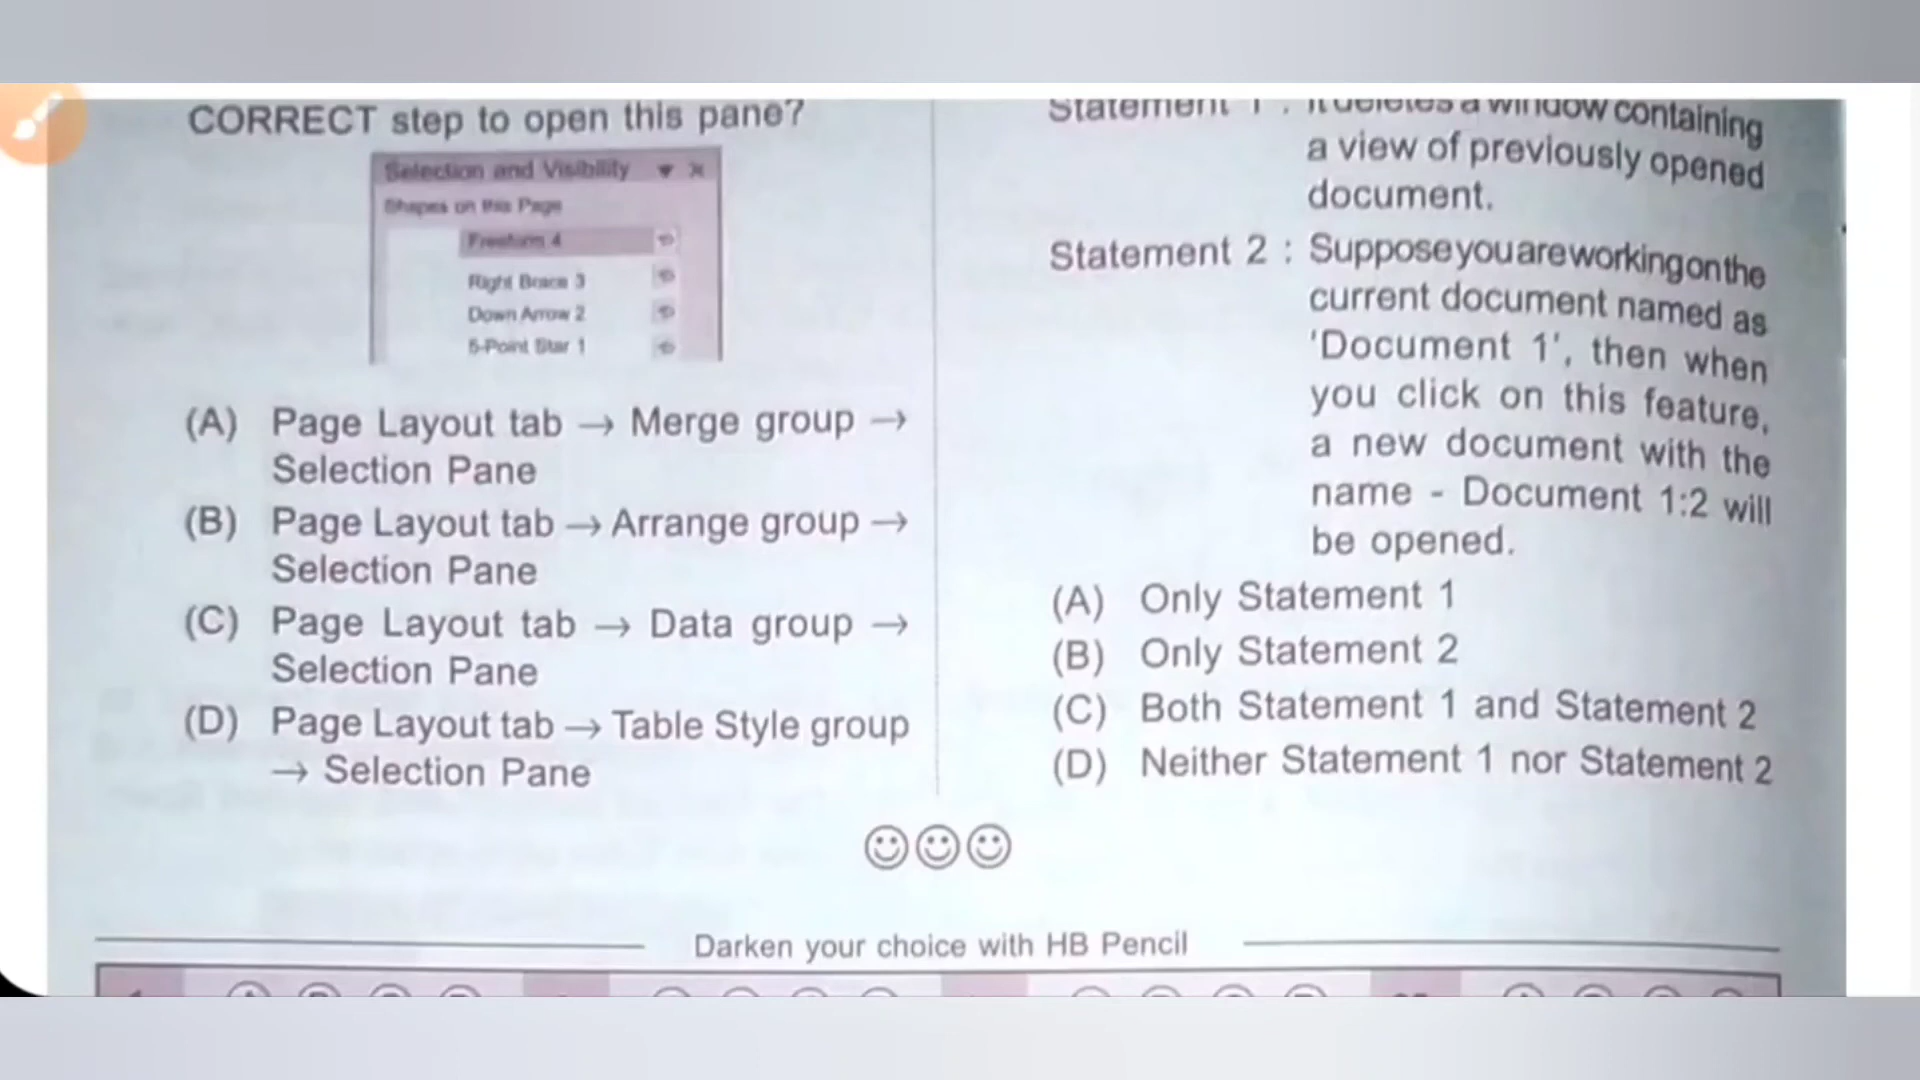 CORRECT step to open this pane?
Selection and Visibility
Shapes on this Page
Freeform 4
Right Brace 3
Down Arrow 2
5-Point Star 1
(A) Page Layout tab → Merge group →
Selection Pane
(B) Page Layout tab → Arrange group →
Selection Pane
(C) Page Layout tab → Data group →
Selection Pane
(D) Page Layout tab → Table Style group
→ Selection Pane
Statement 1 : It deletes a window containing
a view of previously opened
document.
Statement 2 : Suppose you are working on the
current document named as
'Document 1', then when
you click on this feature,
a new document with the
name - Document 1:2 will
be opened.
(A) Only Statement 1
(B) Only Statement 2
(C) Both Statement 1 and Statement 2
(D) Neither Statement 1 nor Statement 2
Darken your choice with HB Pencil